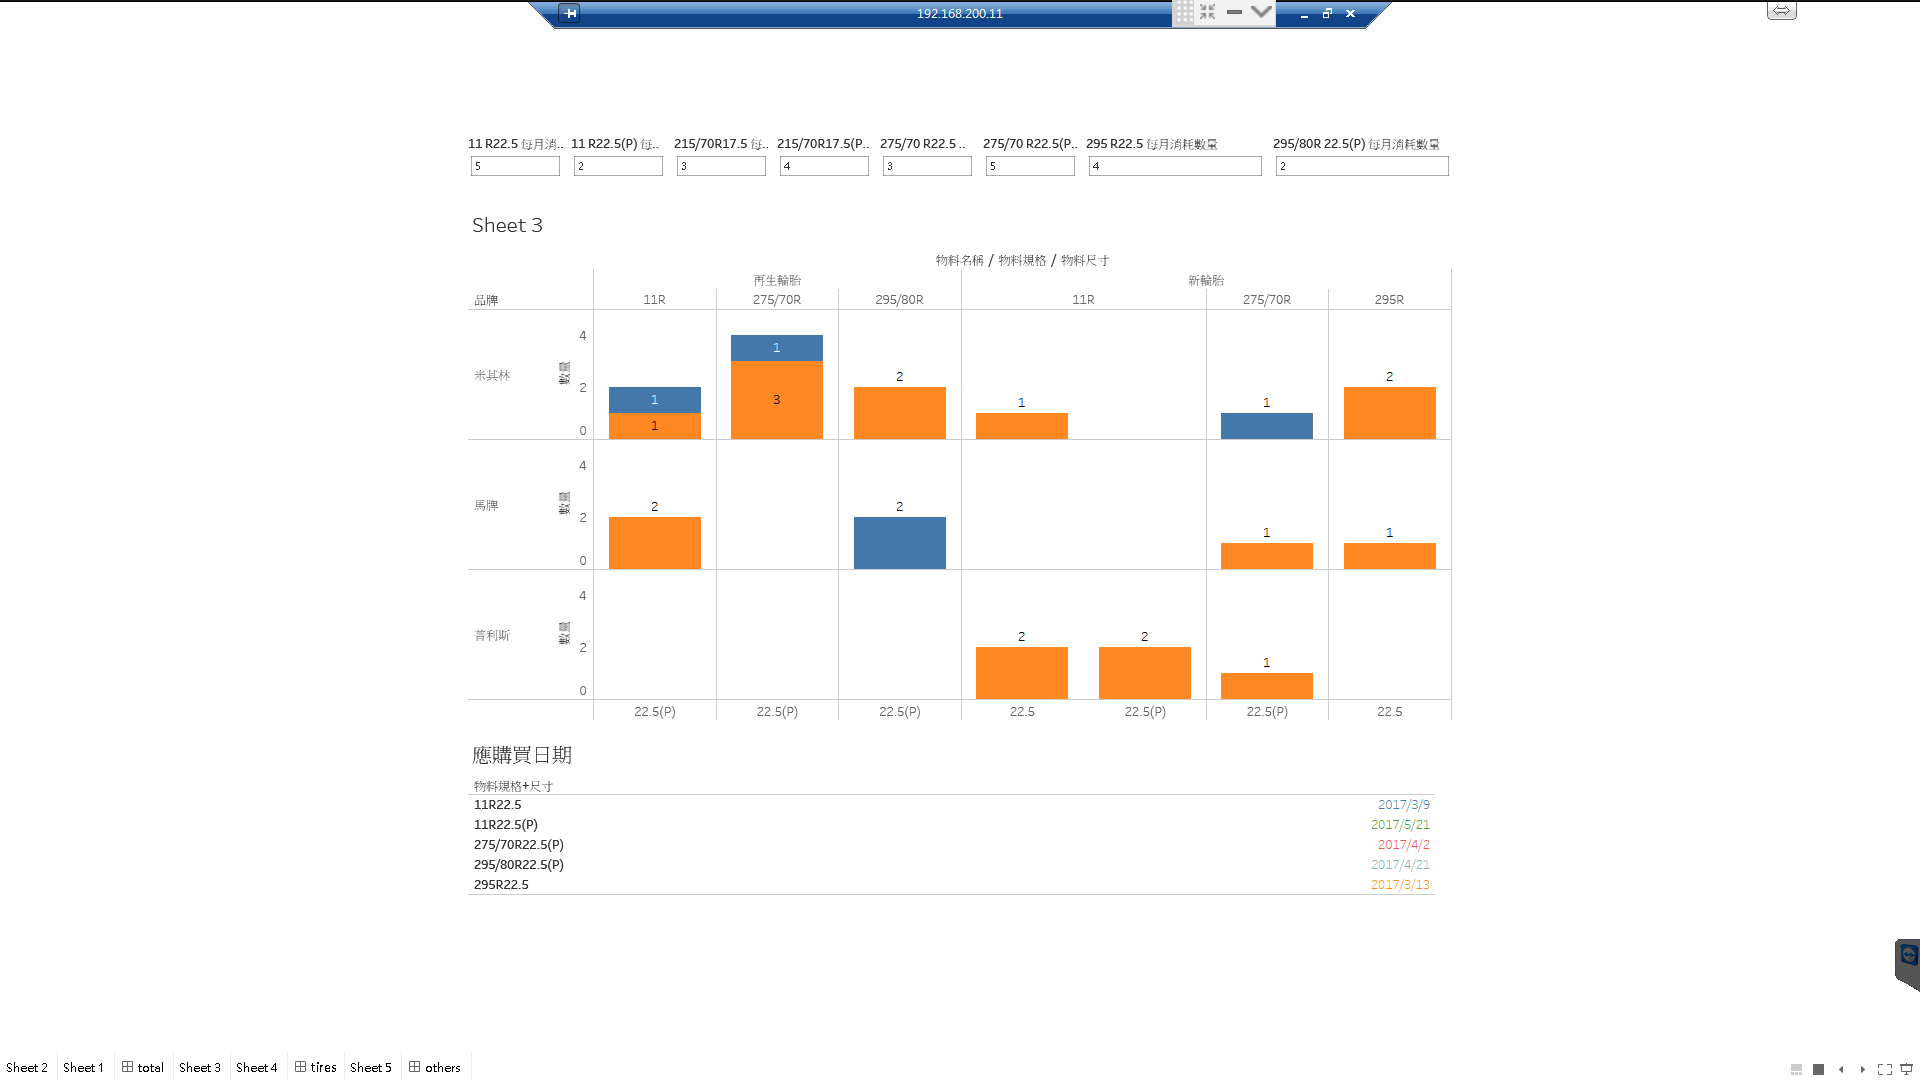 192.168.200.11
11 R22.5 每月消.. 11 R22.5(P) 每.. 215/70R17.5 每.. 215/70R17.5(P.. 275/70 R22.5 .. 275/70 R22.5(P.. 295 R22.5 每月消耗數量 295/80R 22.5(P) 每月消耗數量
5 2 3 4 3 5 4 2
Sheet 3
物料名稱 / 物料規格 / 物料尺寸
再生輪胎 新輪胎
品牌 11R 275/70R 295/80R 11R 275/70R 295R
米其林 數量 4 2 0
1 1 1 3 2 1 1 2
馬牌 數量 4 2 0
2 2 1 1
普利斯 數量 4 2 0
2 2 1
22.5(P) 22.5(P) 22.5(P) 22.5 22.5(P) 22.5(P) 22.5
應購買日期
物料規格+尺寸
11R22.5 2017/3/9
11R22.5(P) 2017/5/21
275/70R22.5(P) 2017/4/2
295/80R22.5(P) 2017/4/21
295R22.5 2017/3/13
Sheet 2 Sheet 1 total Sheet 3 Sheet 4 tires Sheet 5 others